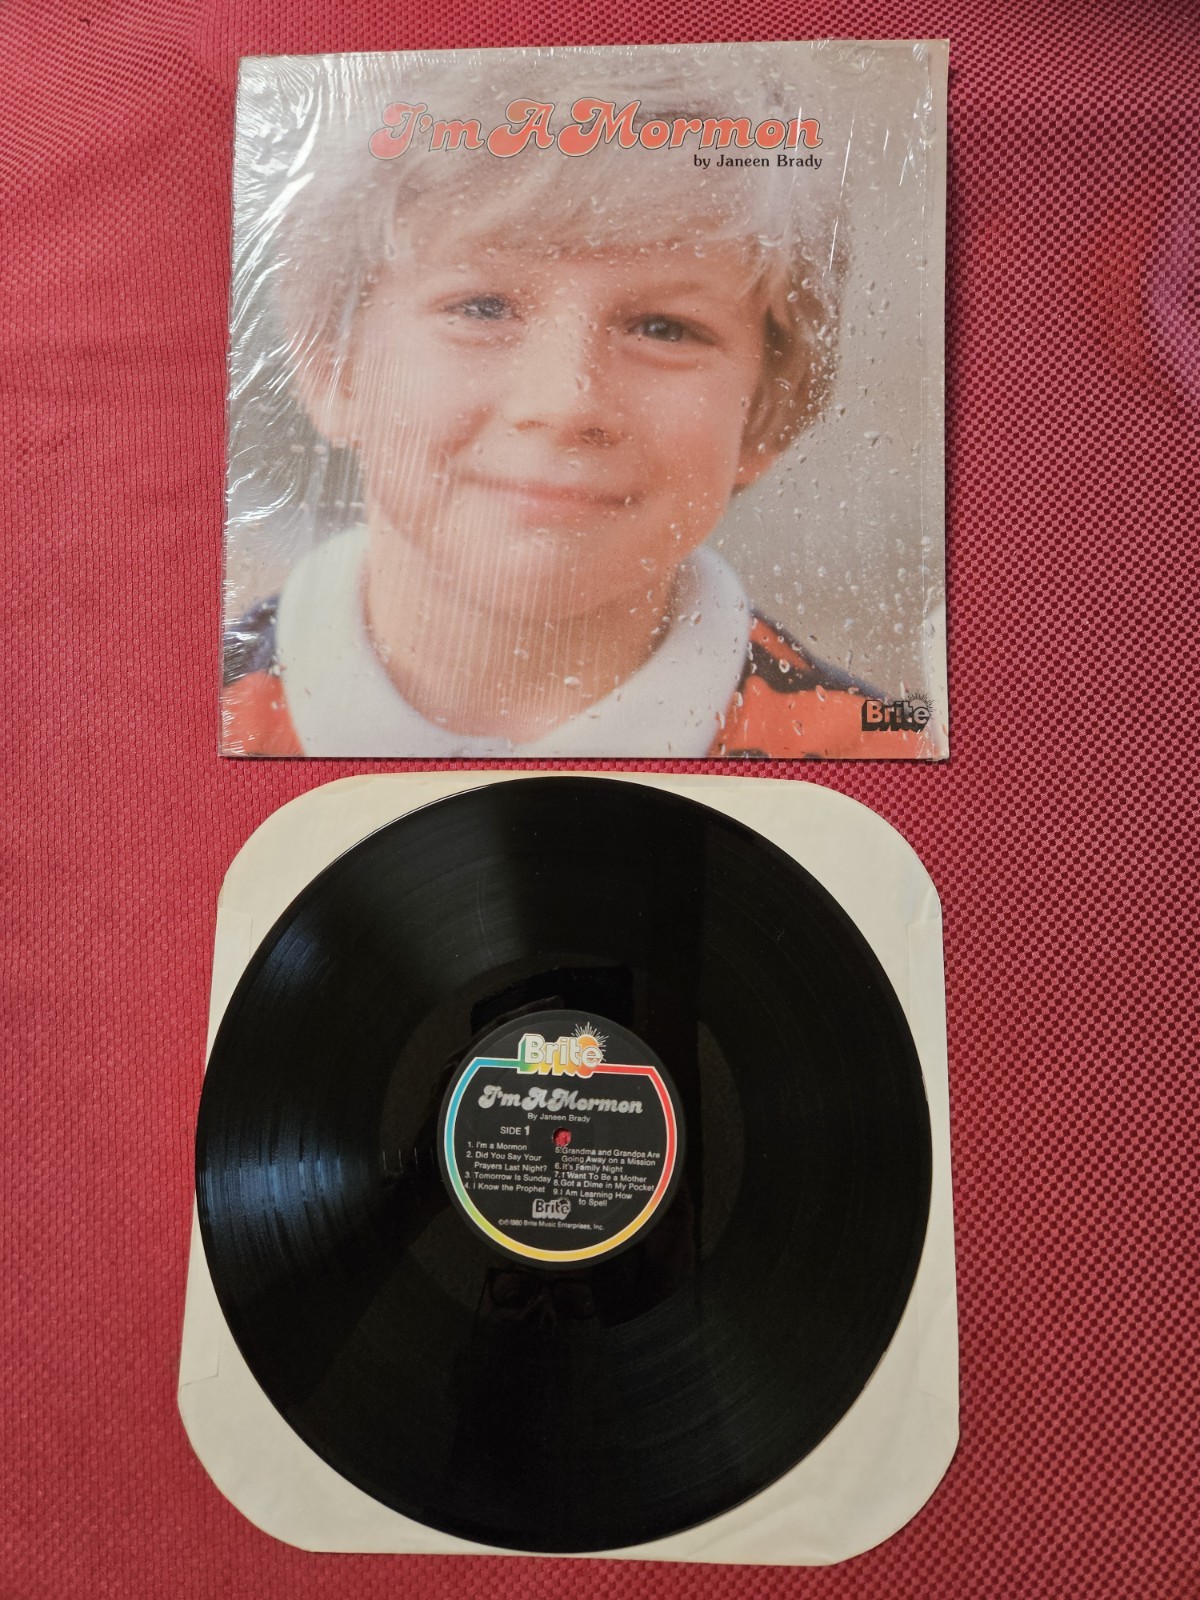 I'm A Mormon
by Janeen Brady
Brite
Brite
I'm A Mormon
By Janeen Brady
SIDE 1
1. I'm a Mormon
2. Did You Say Your
Prayers Last Night?
3. Tomorrow Is Sunday
4. I Know the Prophet
5. Grandma and Grandpa Are
Going Away on a Mission
6. It's Family Night
7. I Want To Be a Mother
8. Got a Dime in My Pocket
9. I Am Learning How
to Spell
Brite
©℗1980 Brite Music Enterprises, Inc.